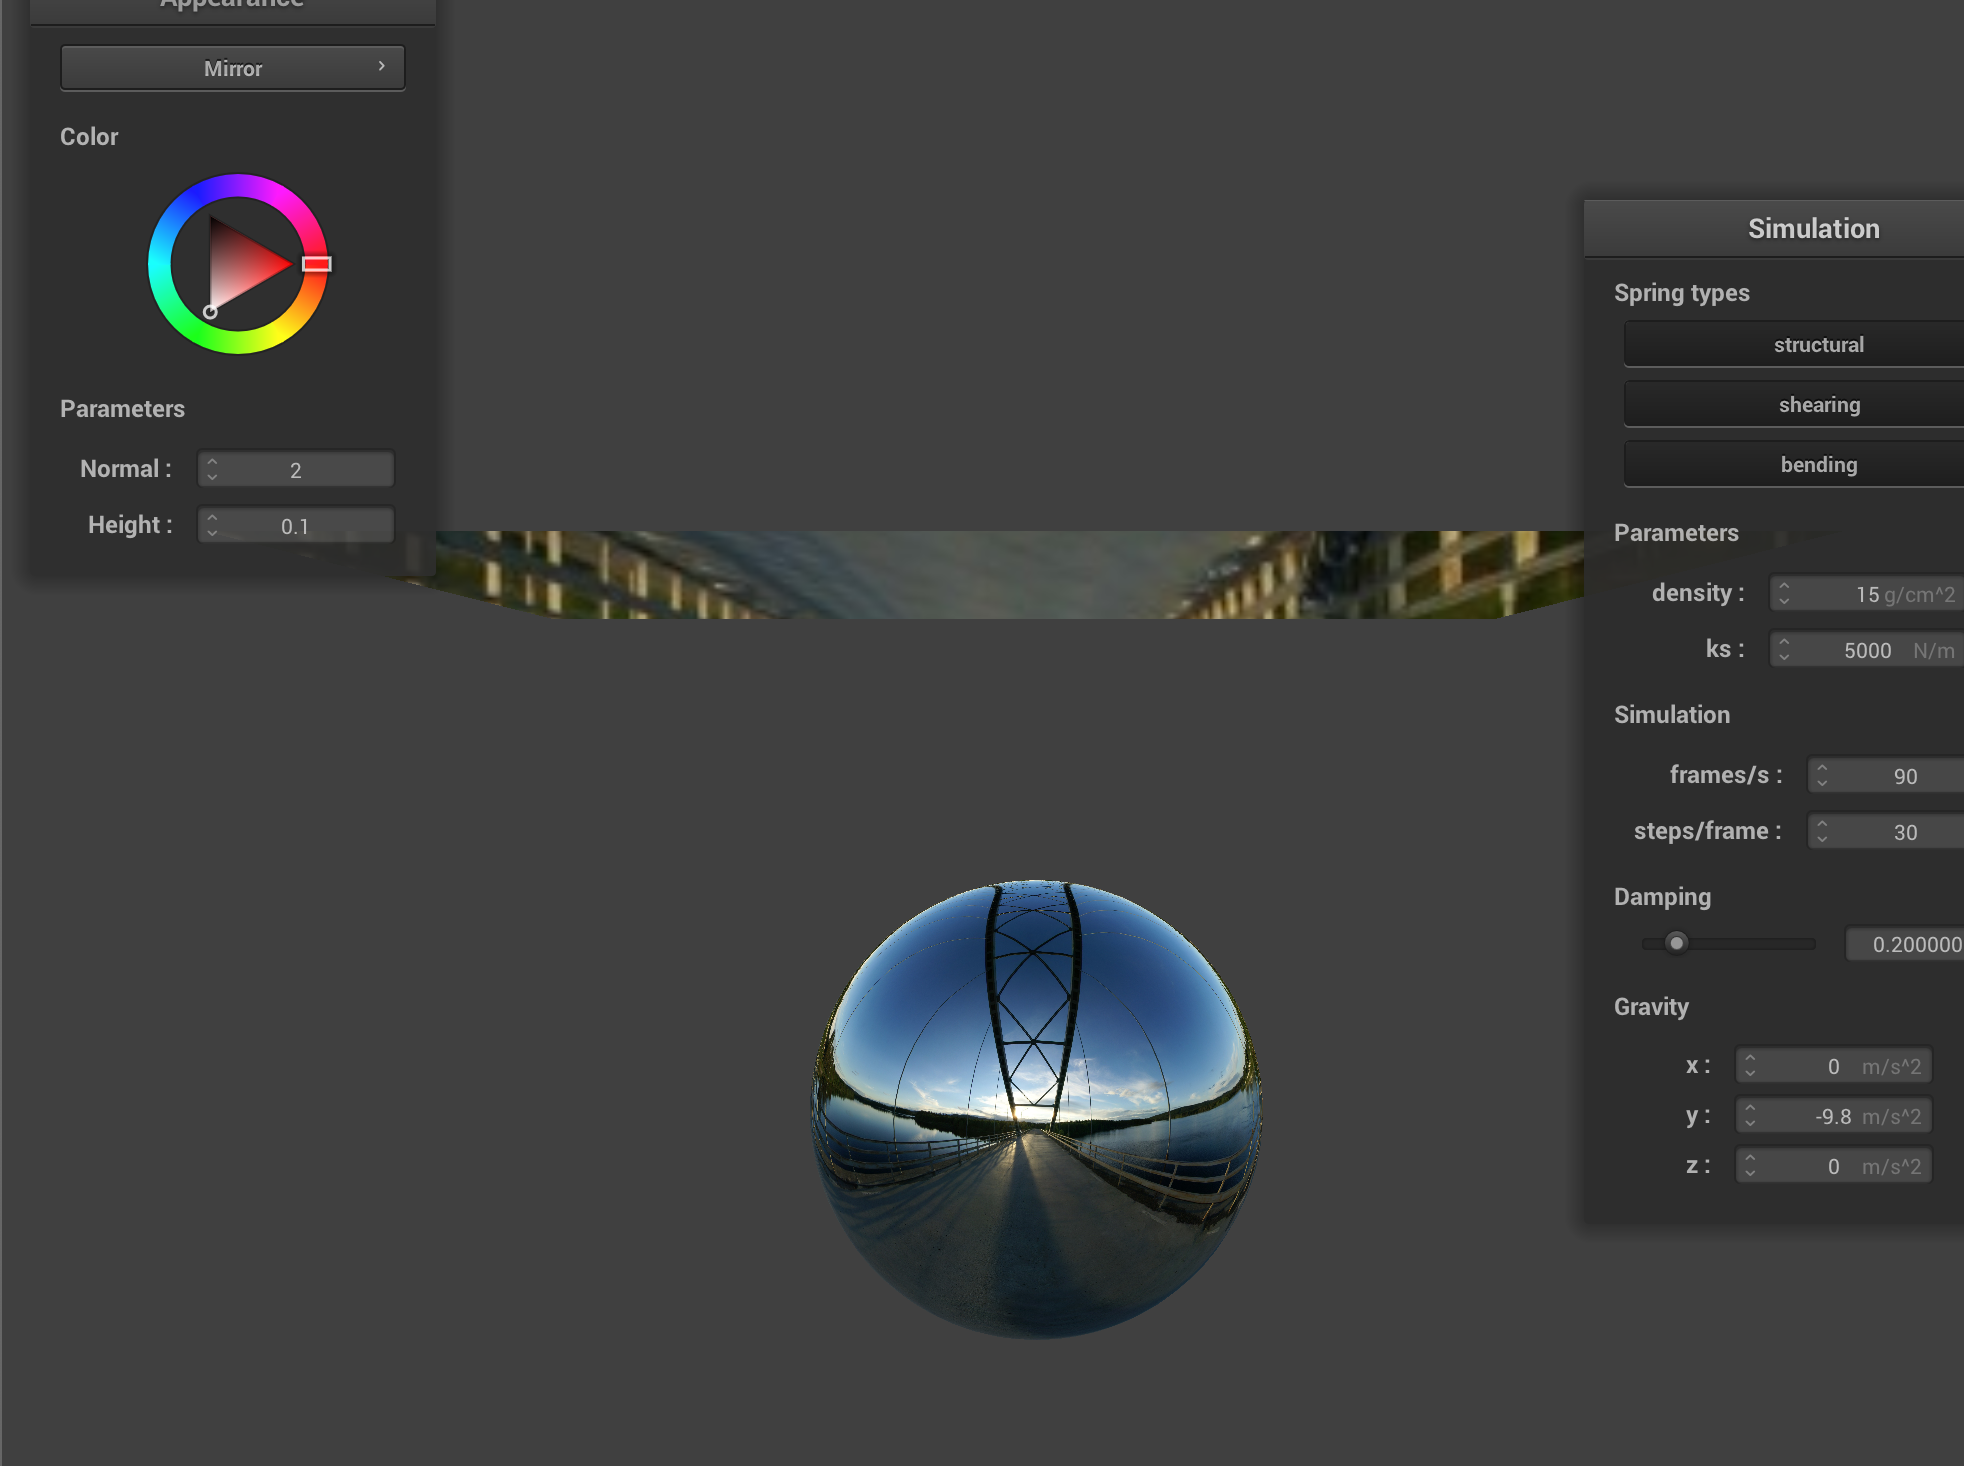 Appearance
Mirror
Color
Parameters
Normal : 2
Height : 0.1
Simulation
Spring types
structural
shearing
bending
Parameters
density : 15 g/cm^2
ks : 5000 N/m
Simulation
frames/s : 90
steps/frame : 30
Damping
0.200000
Gravity
x : 0 m/s^2
y : -9.8 m/s^2
z : 0 m/s^2